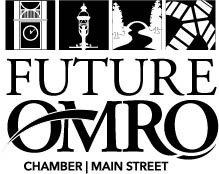 FUTURE
OMRO
CHAMBER | MAIN STREET